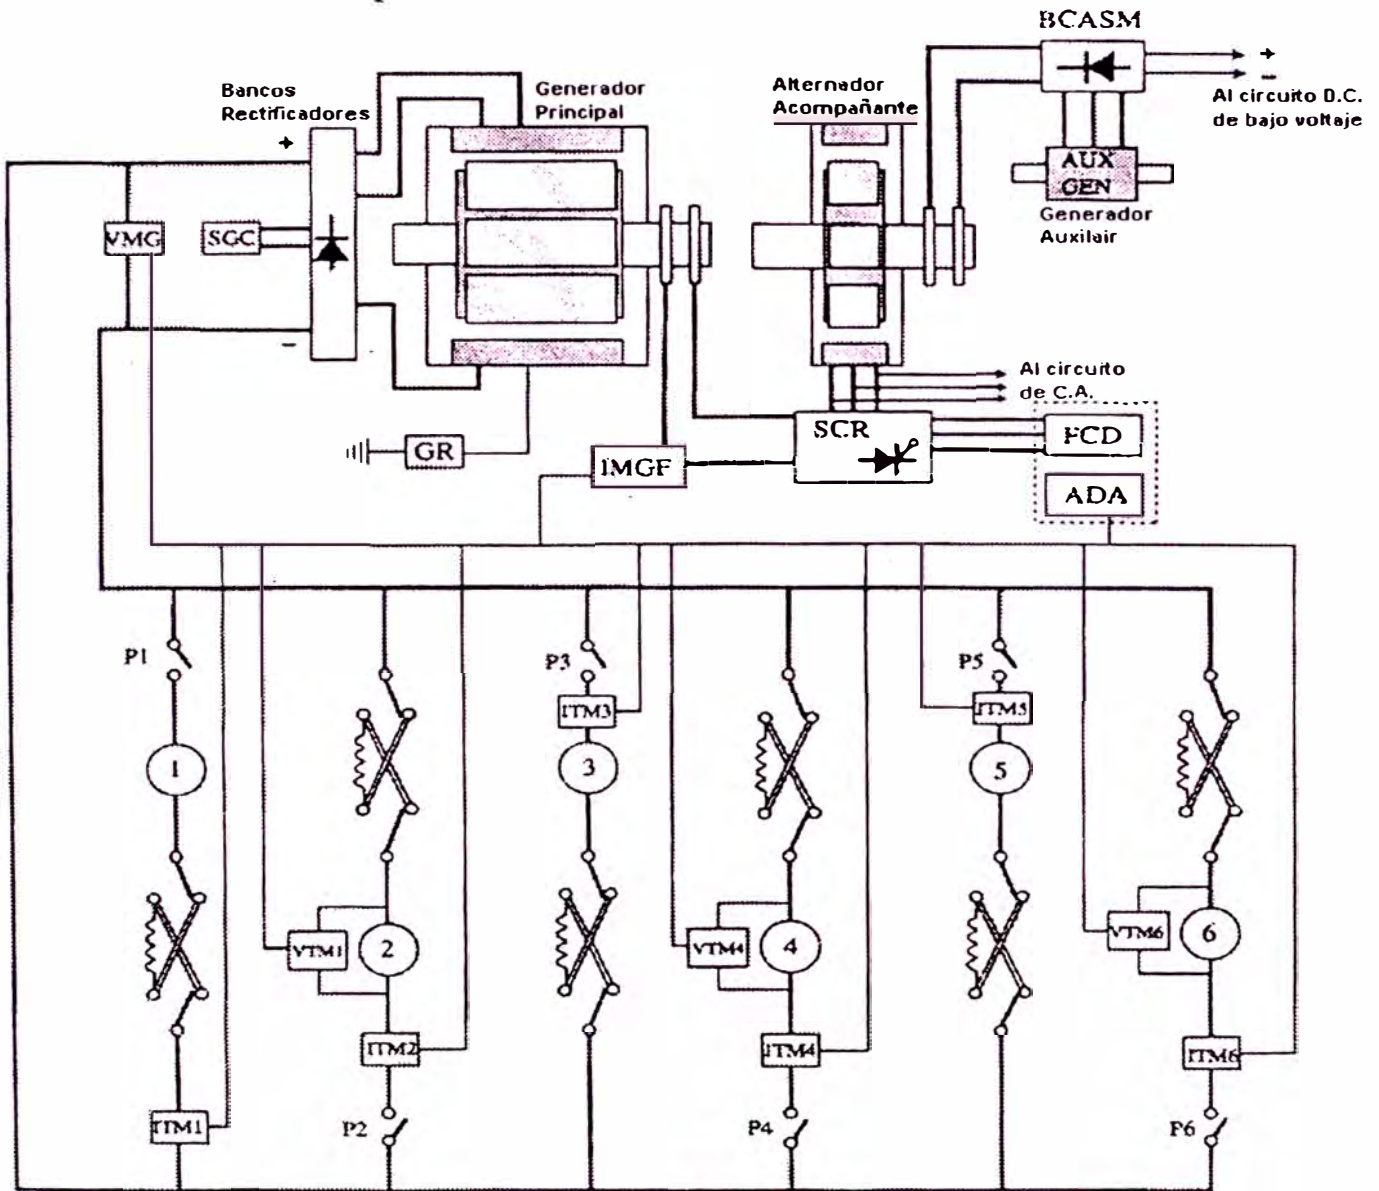 BCASM
+
−
Al circuito D.C.
de bajo voltaje
Bancos
Rectificadores
Generador
Principal
Alternador
Acompañante
+
AUX
GEN
Generador
Auxilair
VMG
SGC
−
Al circuito
de C.A.
GR
IMGF
SCR
FCD
ADA
P1
P3
P5
ITM3
ITM5
1
3
5
VTM1
2
VTM4
4
VTM6
6
ITM2
ITM4
ITM6
ITM1
P2
P4
P6